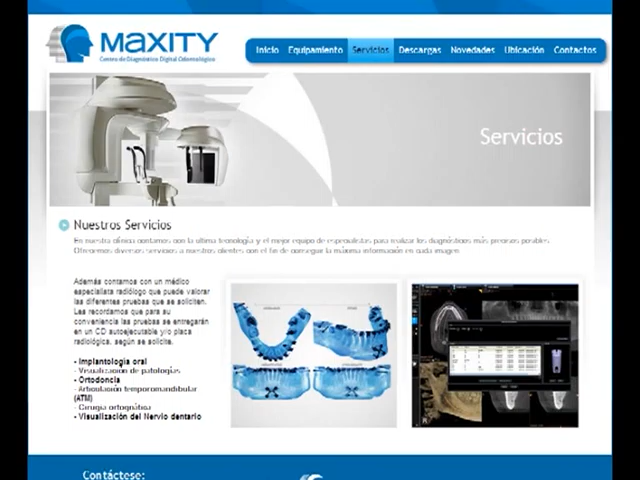 MAXITY
Centro de Diagnóstico Digital Odontológico
Inicio Equipamiento Servicios Descargas Novedades Ubicación Contactos
Servicios
Nuestros Servicios
En nuestra clínica contamos con la última tecnología y el mejor equipo de especialistas para realizar los diagnósticos más precisos posibles
Ofrecemos diversos servicios a nuestros clientes con el fin de conseguir la máxima información en cada imagen
Además contamos con un médico
especialista radiólogo que puede valorar
las diferentes pruebas que se soliciten.
Les recordamos que para su
conveniencia las pruebas se entregarán
en un CD autoejecutable y/o placa
radiológica, según se solicite.
• Implantología oral
- Visualización de patologías
• Ortodoncia
- Articulación temporomandibular
(ATM)
- Cirugía ortognática
• Visualización del Nervio dentario
Contáctese: